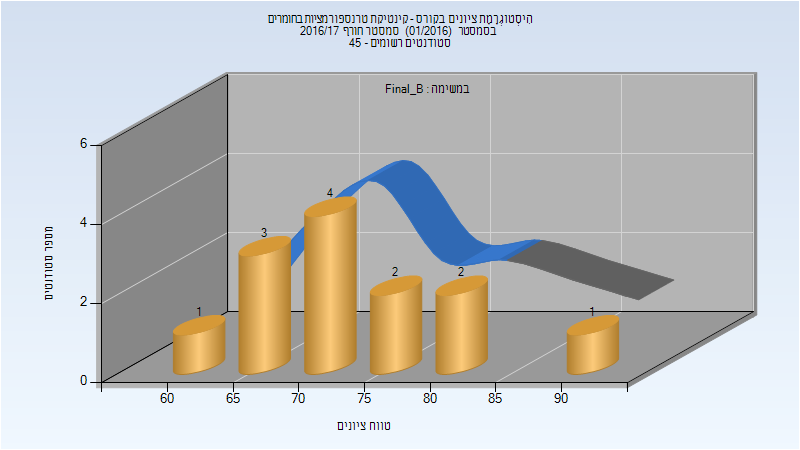 הִיסְטוֹגְרָמַת ציונים בקורס - קינטיקת טרנספורמציות בחומרים
בסמסטר (01/2016) סמסטר חורף 2016/17
סטודנטים רשומים - 45
במשימה : Final_B
מספר סטודנטים
6
4
2
0
1
3
4
2
2
1
60 65 70 75 80 85 90
טווח ציונים